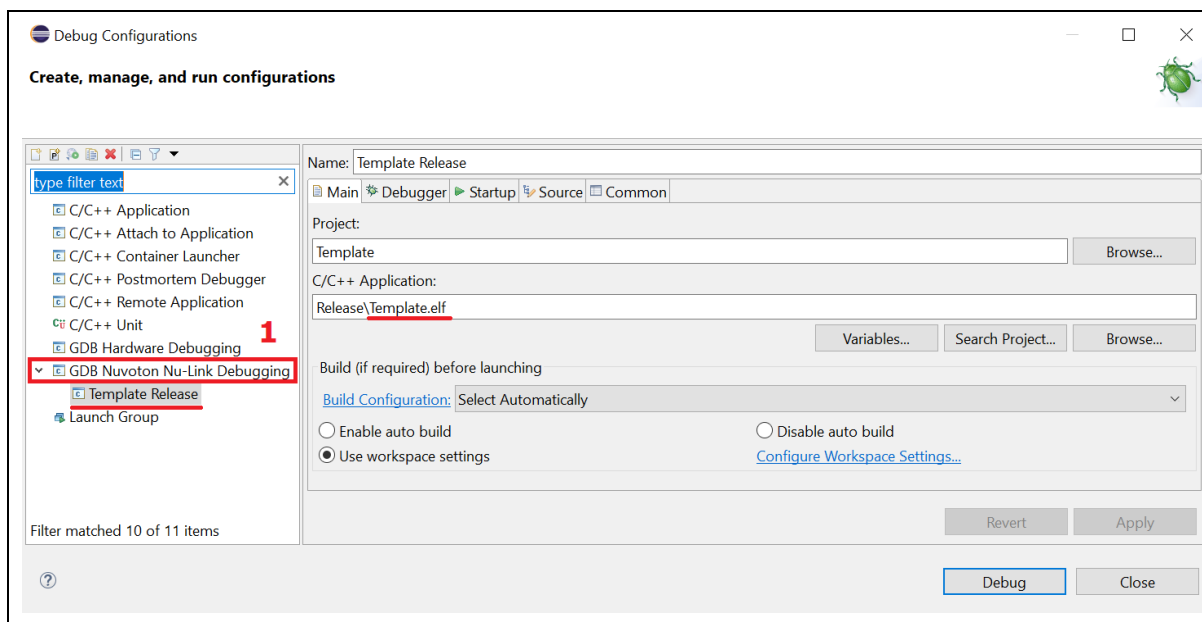 Debug Configurations
Create, manage, and run configurations
type filter text
C/C++ Application
C/C++ Attach to Application
C/C++ Container Launcher
C/C++ Postmortem Debugger
C/C++ Remote Application
C/C++ Unit
1
GDB Hardware Debugging
GDB Nuvoton Nu-Link Debugging
Template Release
Launch Group
Filter matched 10 of 11 items
Name: Template Release
Main Debugger Startup Source Common
Project:
Template Browse...
C/C++ Application:
Release\Template.elf
Variables... Search Project... Browse...
Build (if required) before launching
Build Configuration: Select Automatically
Enable auto build Disable auto build
Use workspace settings Configure Workspace Settings...
Revert Apply
Debug Close